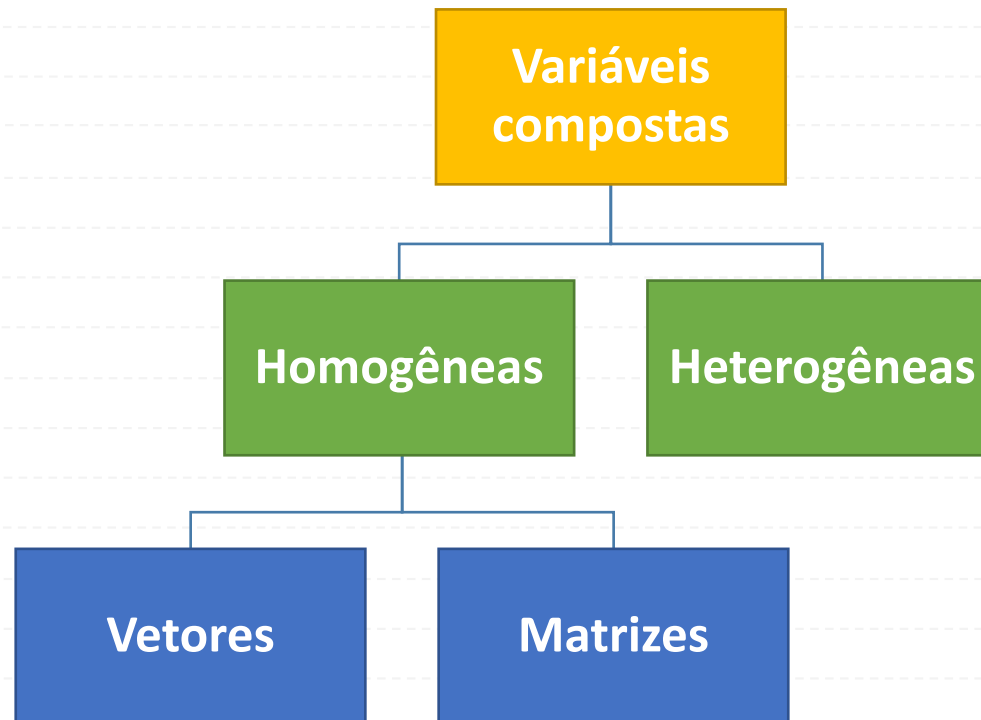 Variáveis
compostas
Homogêneas
Heterogêneas
Vetores
Matrizes